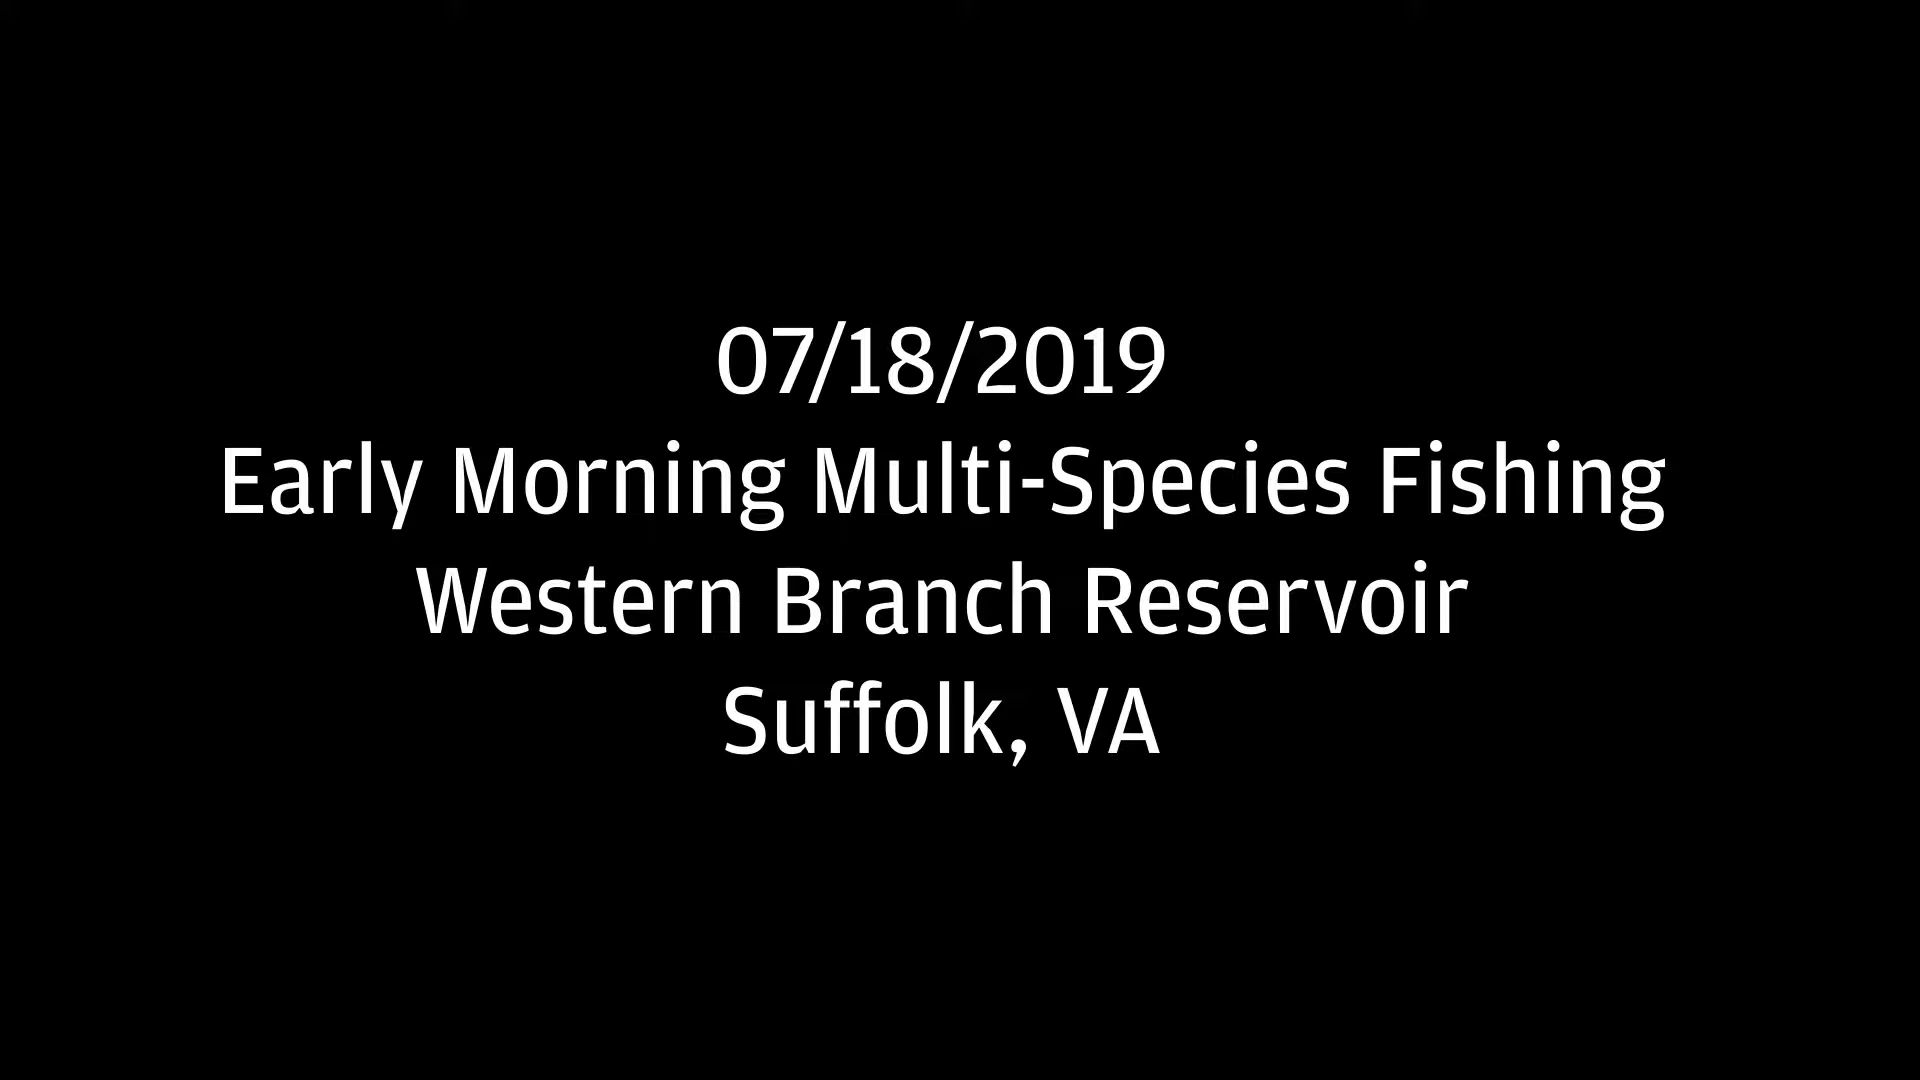 07/18/2019
Early Morning Multi-Species Fishing
Western Branch Reservoir
Suffolk, VA